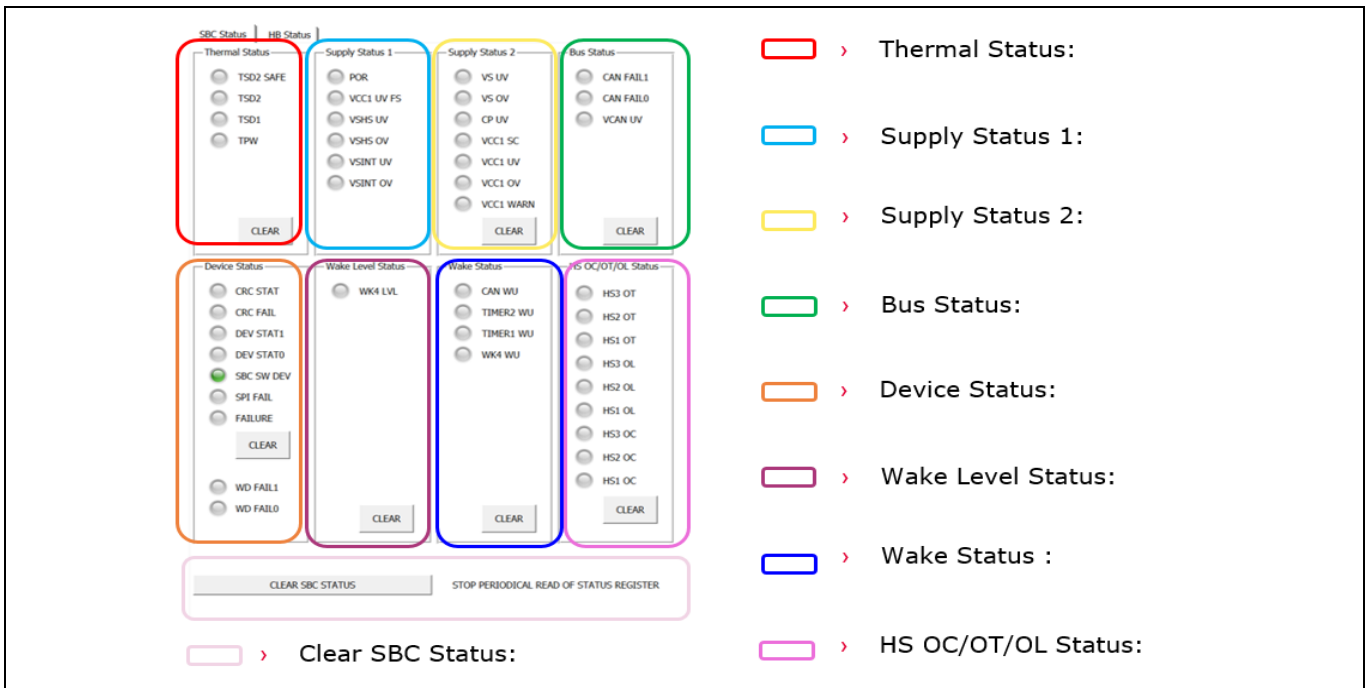 SBC Status
HB Status
Thermal Status
TSD2 SAFE
TSD2
TSD1
TPW
CLEAR
Supply Status 1
POR
VCC1 UV FS
VSHS UV
VSHS OV
VSINT UV
VSINT OV
Supply Status 2
VS UV
VS OV
CP UV
VCC1 SC
VCC1 UV
VCC1 OV
VCC1 WARN
CLEAR
Bus Status
CAN FAIL1
CAN FAIL0
VCAN UV
CLEAR
Device Status
CRC STAT
CRC FAIL
DEV STAT1
DEV STAT0
SBC SW DEV
SPI FAIL
FAILURE
CLEAR
WD FAIL1
WD FAIL0
Wake Level Status
WK4 LVL
CLEAR
Wake Status
CAN WU
TIMER2 WU
TIMER1 WU
WK4 WU
CLEAR
HS OC/OT/OL Status
HS3 OT
HS2 OT
HS1 OT
HS3 OL
HS2 OL
HS1 OL
HS3 OC
HS2 OC
HS1 OC
CLEAR
CLEAR SBC STATUS
STOP PERIODICAL READ OF STATUS REGISTER
› Clear SBC Status:
› Thermal Status:
› Supply Status 1:
› Supply Status 2:
› Bus Status:
› Device Status:
› Wake Level Status:
› Wake Status :
› HS OC/OT/OL Status: